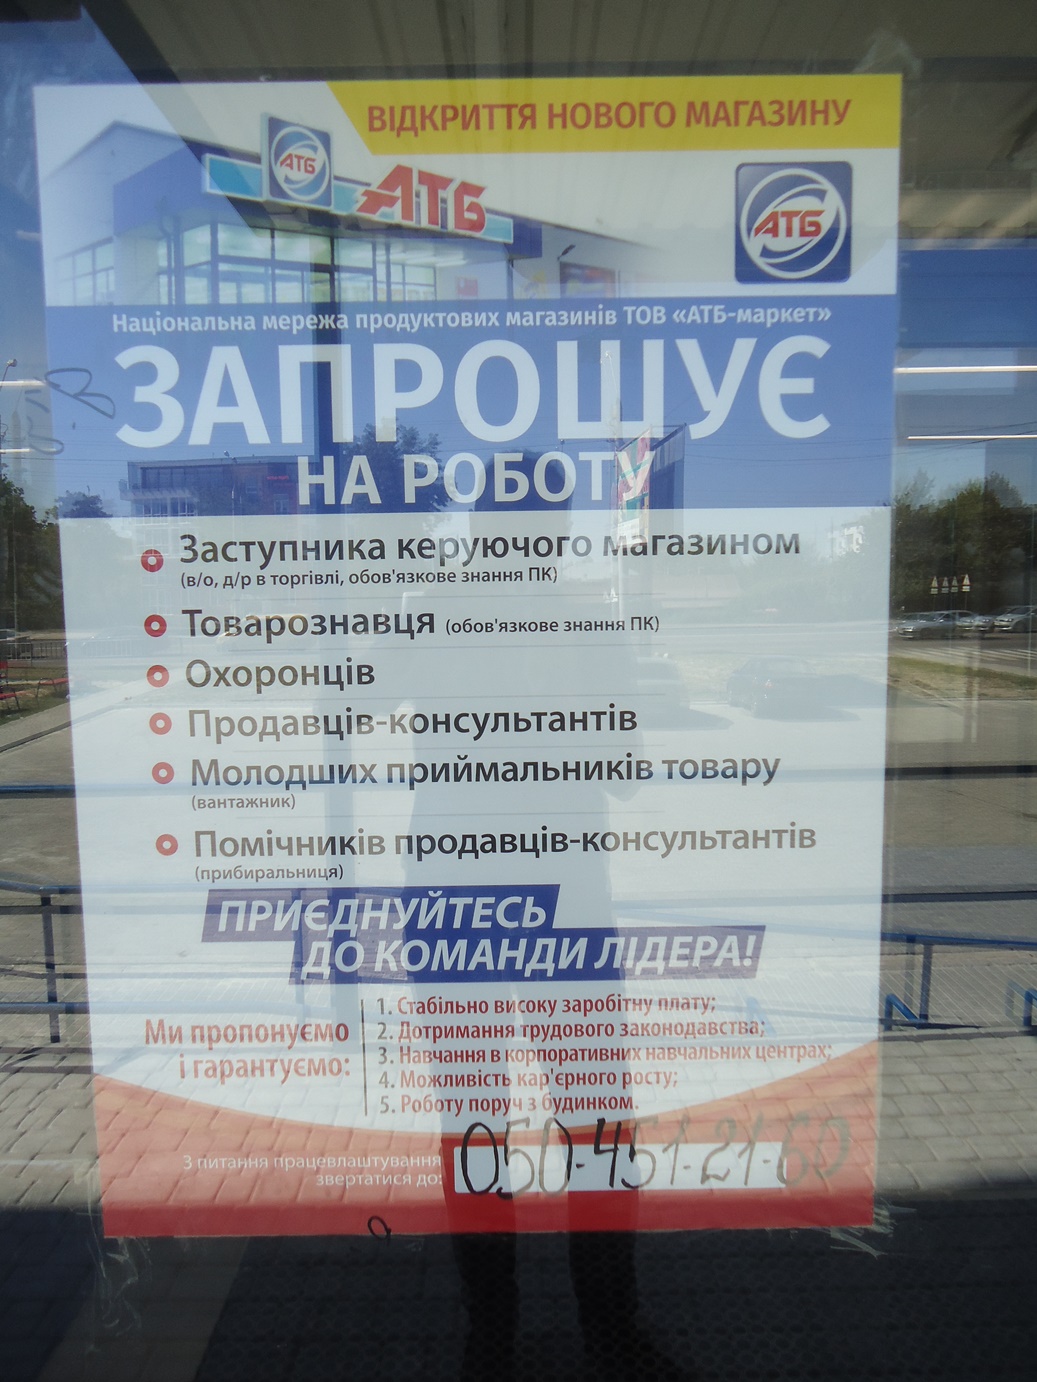 ВІДКРИТТЯ НОВОГО МАГАЗИНУ
АТБ
АТБ
АТБ
Національна мережа продуктових магазинів ТОВ «АТБ-маркет»
ЗАПРОШУЄ
НА РОБОТУ
Заступника керуючого магазином
(в/о, д/р в торгівлі, обов'язкове знання ПК)
Товарознавця (обов'язкове знання ПК)
Охоронців
Продавців-консультантів
Молодших приймальників товару
(вантажник)
Помічників продавців-консультантів
(прибиральниця)
ПРИЄДНУЙТЕСЬ
ДО КОМАНДИ ЛІДЕРА!
Ми пропонуємо
і гарантуємо:
1. Стабільно високу заробітну плату;
2. Дотримання трудового законодавства;
3. Навчання в корпоративних навчальних центрах;
4. Можливість кар'єрного росту;
5. Роботу поруч з будинком.
З питання працевлаштування
звертатися до:
050-451-21-60